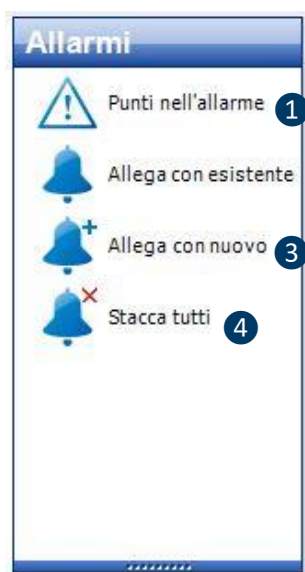 Allarmi
Punti nell'allarme 1
Allega con esistente
Allega con nuovo 3
Stacca tutti 4